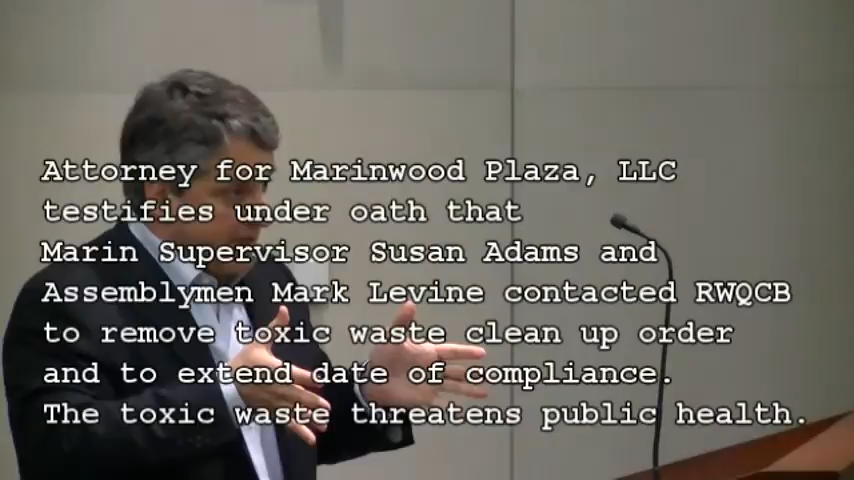 Attorney for Marinwood Plaza, LLC
testifies under oath that
Marin Supervisor Susan Adams and
Assemblymen Mark Levine contacted RWQCB
to remove toxic waste clean up order
and to extend date of compliance.
The toxic waste threatens public health.